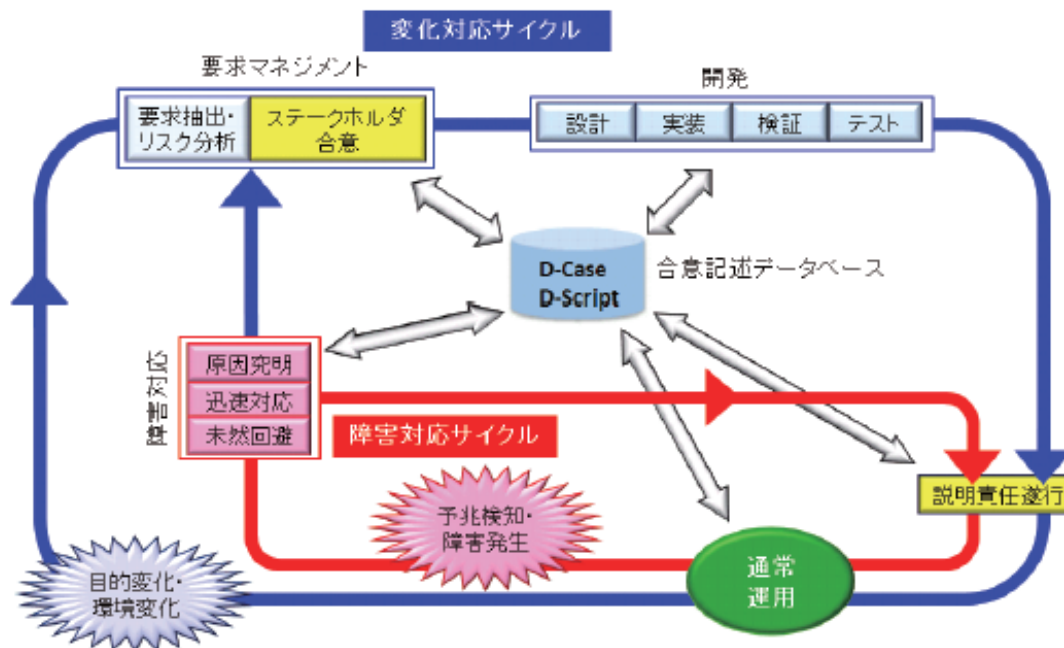 変化対応サイクル
要求マネジメント
要求抽出・
リスク分析
ステークホルダ
合意
開発
設計
実装
検証
テスト
D-Case
D-Script
合意記述データベース
障害対応
原因究明
迅速対応
未然回避
障害対応サイクル
説明責任遂行
予兆検知・
障害発生
通常
運用
目的変化・
環境変化